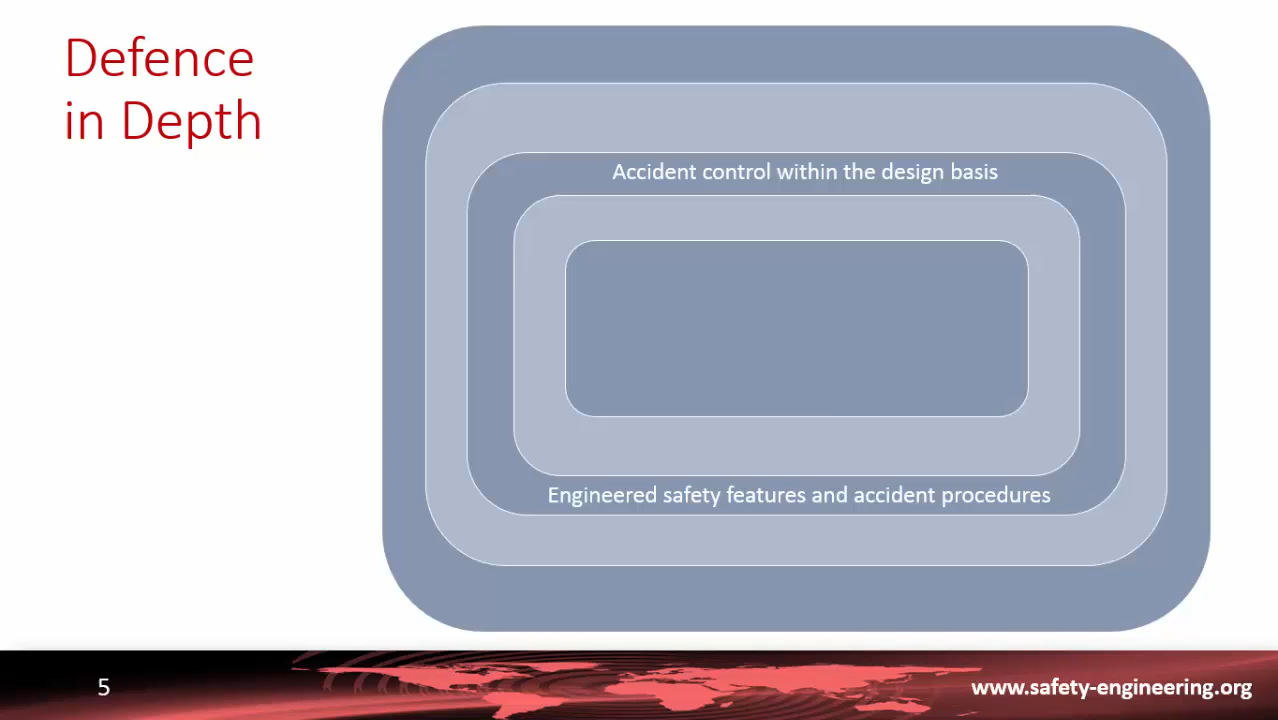 Defence
in Depth
Accident control within the design basis
Engineered safety features and accident procedures
5
www.safety-engineering.org